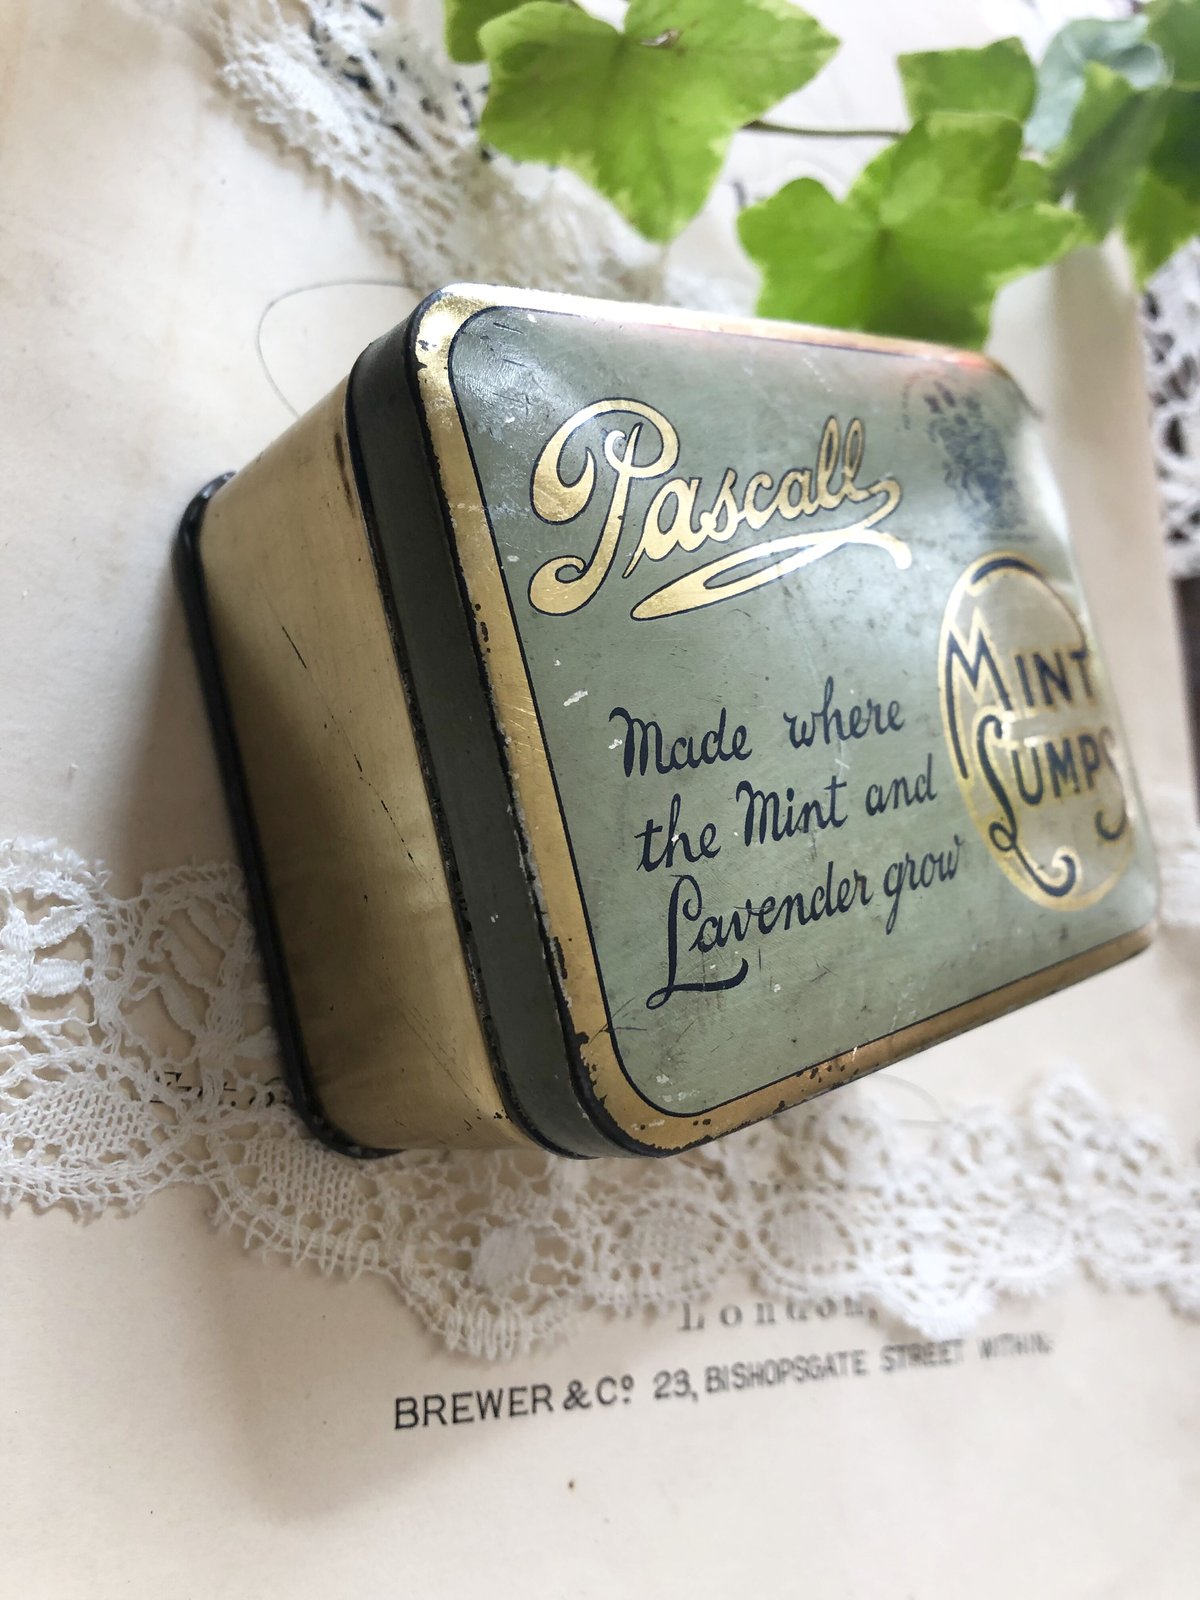 Pascall
MINT
LUMPS
Made where
the Mint and
Lavender grow
London,
BREWER & Cº 23, BISHOPSGATE STREET WITHIN.